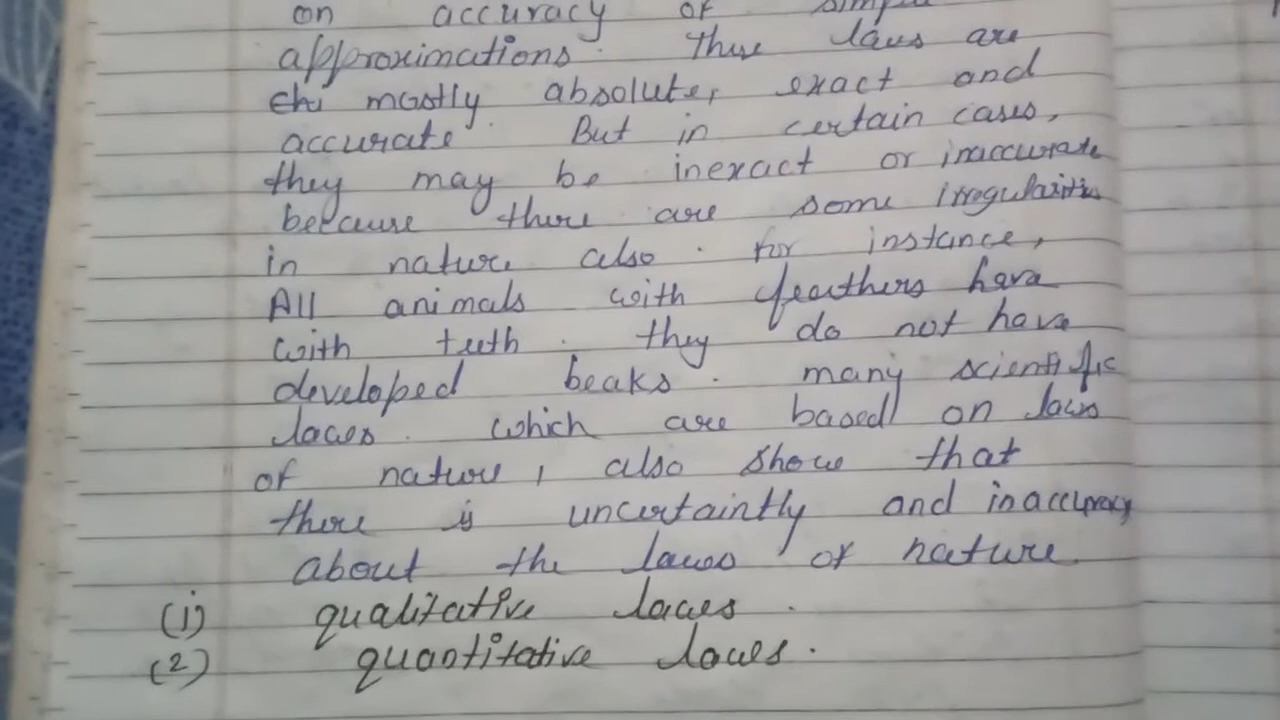 on accuracy of simple
approximations. These laws are
mostly absolute, exact and
accurate. But in certain cases,
they may be inexact or inaccurate
because there are some irregularities
in nature also. for instance,
All animals with feathers have
with teeth. they do not have
developed beaks. many scientific
laws. which are based on laws
of nature, also show that
there is uncertaintly and inaccuracy
about the laws of nature.
(i) qualitative laws.
(2) quantitative laws.